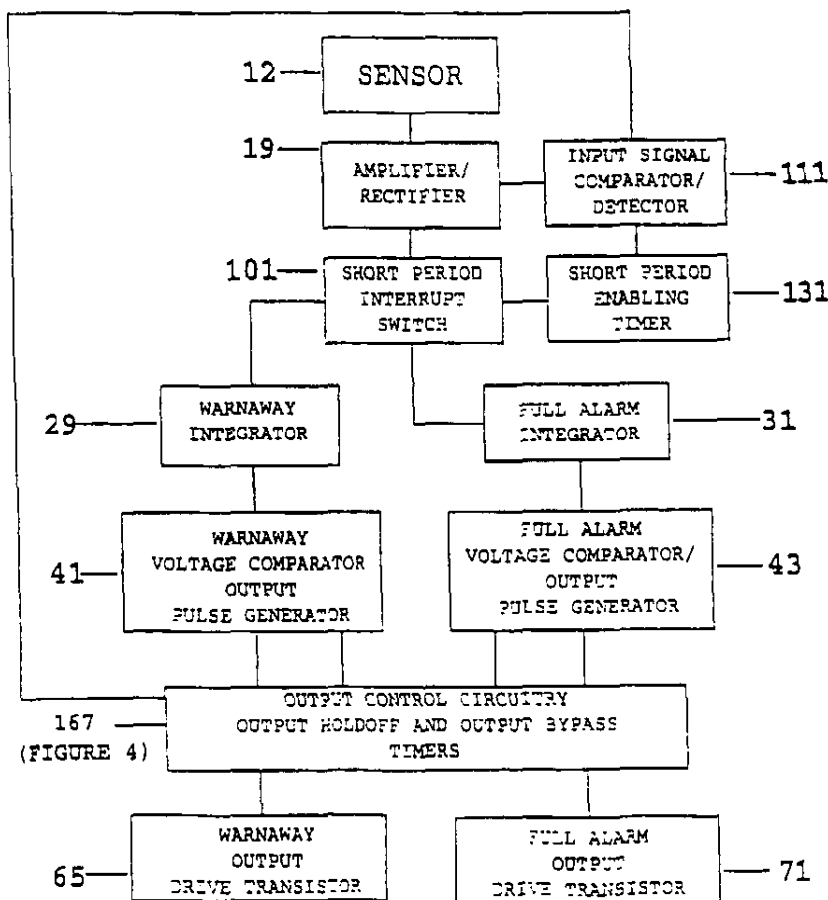 12
SENSOR
19
AMPLIFIER/
RECTIFIER
INPUT SIGNAL
COMPARATOR/
DETECTOR
111
101
SHORT PERIOD
INTERRUPT
SWITCH
SHORT PERIOD
ENABLING
TIMER
131
29
WARNAWAY
INTEGRATOR
FULL ALARM
INTEGRATOR
31
41
WARNAWAY
VOLTAGE COMPARATOR
OUTPUT
PULSE GENERATOR
FULL ALARM
VOLTAGE COMPARATOR/
OUTPUT
PULSE GENERATOR
43
167
(FIGURE 4)
OUTPUT CONTROL CIRCUITRY
OUTPUT HOLDOFF AND OUTPUT BYPASS
TIMERS
65
WARNAWAY
OUTPUT
DRIVE TRANSISTOR
FULL ALARM
OUTPUT
DRIVE TRANSISTOR
71